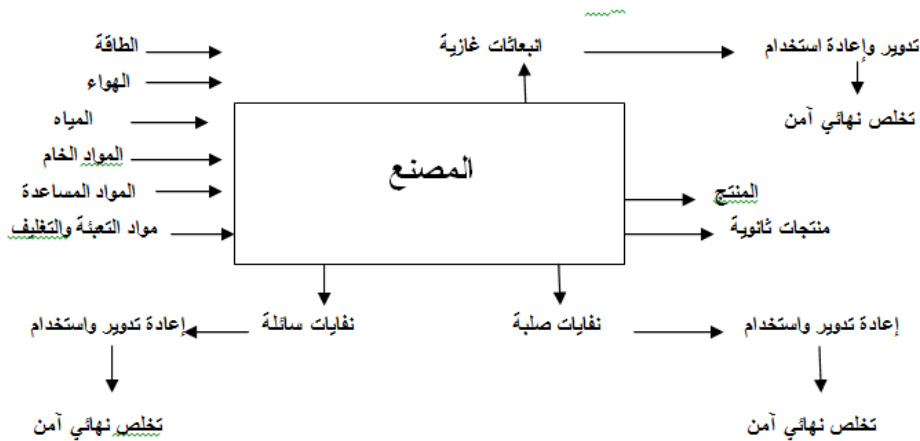 الطاقة
انبعاثات غازية
تدوير وإعادة استخدام
الهواء
تخلص نهائي آمن
المياه
المواد الخام
المصنع
المواد المساعدة
المنتج
مواد التعبئة والتغليف
منتجات ثانوية
إعادة تدوير واستخدام
نفايات سائلة
نفايات صلبة
إعادة تدوير واستخدام
تخلص نهائي آمن
تخلص نهائي آمن